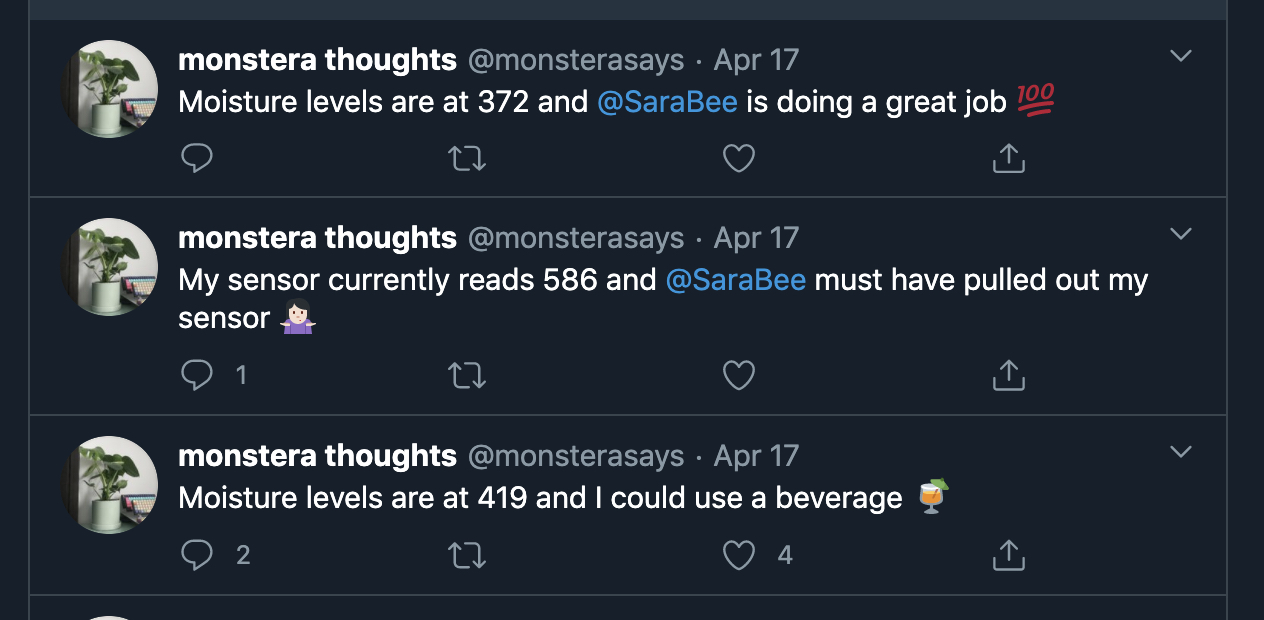 monstera thoughts @monsterasays · Apr 17
Moisture levels are at 372 and @SaraBee is doing a great job 💯
monstera thoughts @monsterasays · Apr 17
My sensor currently reads 586 and @SaraBee must have pulled out my
sensor 🤷🏻‍♀️
1
monstera thoughts @monsterasays · Apr 17
Moisture levels are at 419 and I could use a beverage 🍹
2 4